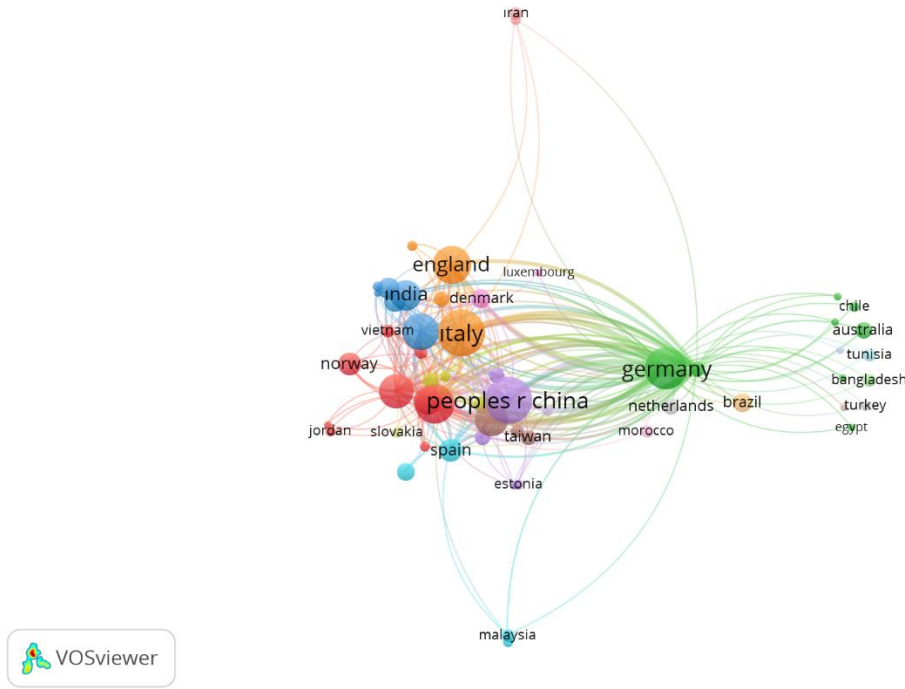 iran
england
luxembourg
india
denmark
chile
vietnam
italy
australia
norway
tunisia
germany
bangladesh
peoples r china
netherlands
brazil
turkey
jordan
slovakia
taiwan
morocco
egypt
spain
estonia
malaysia
VOSviewer